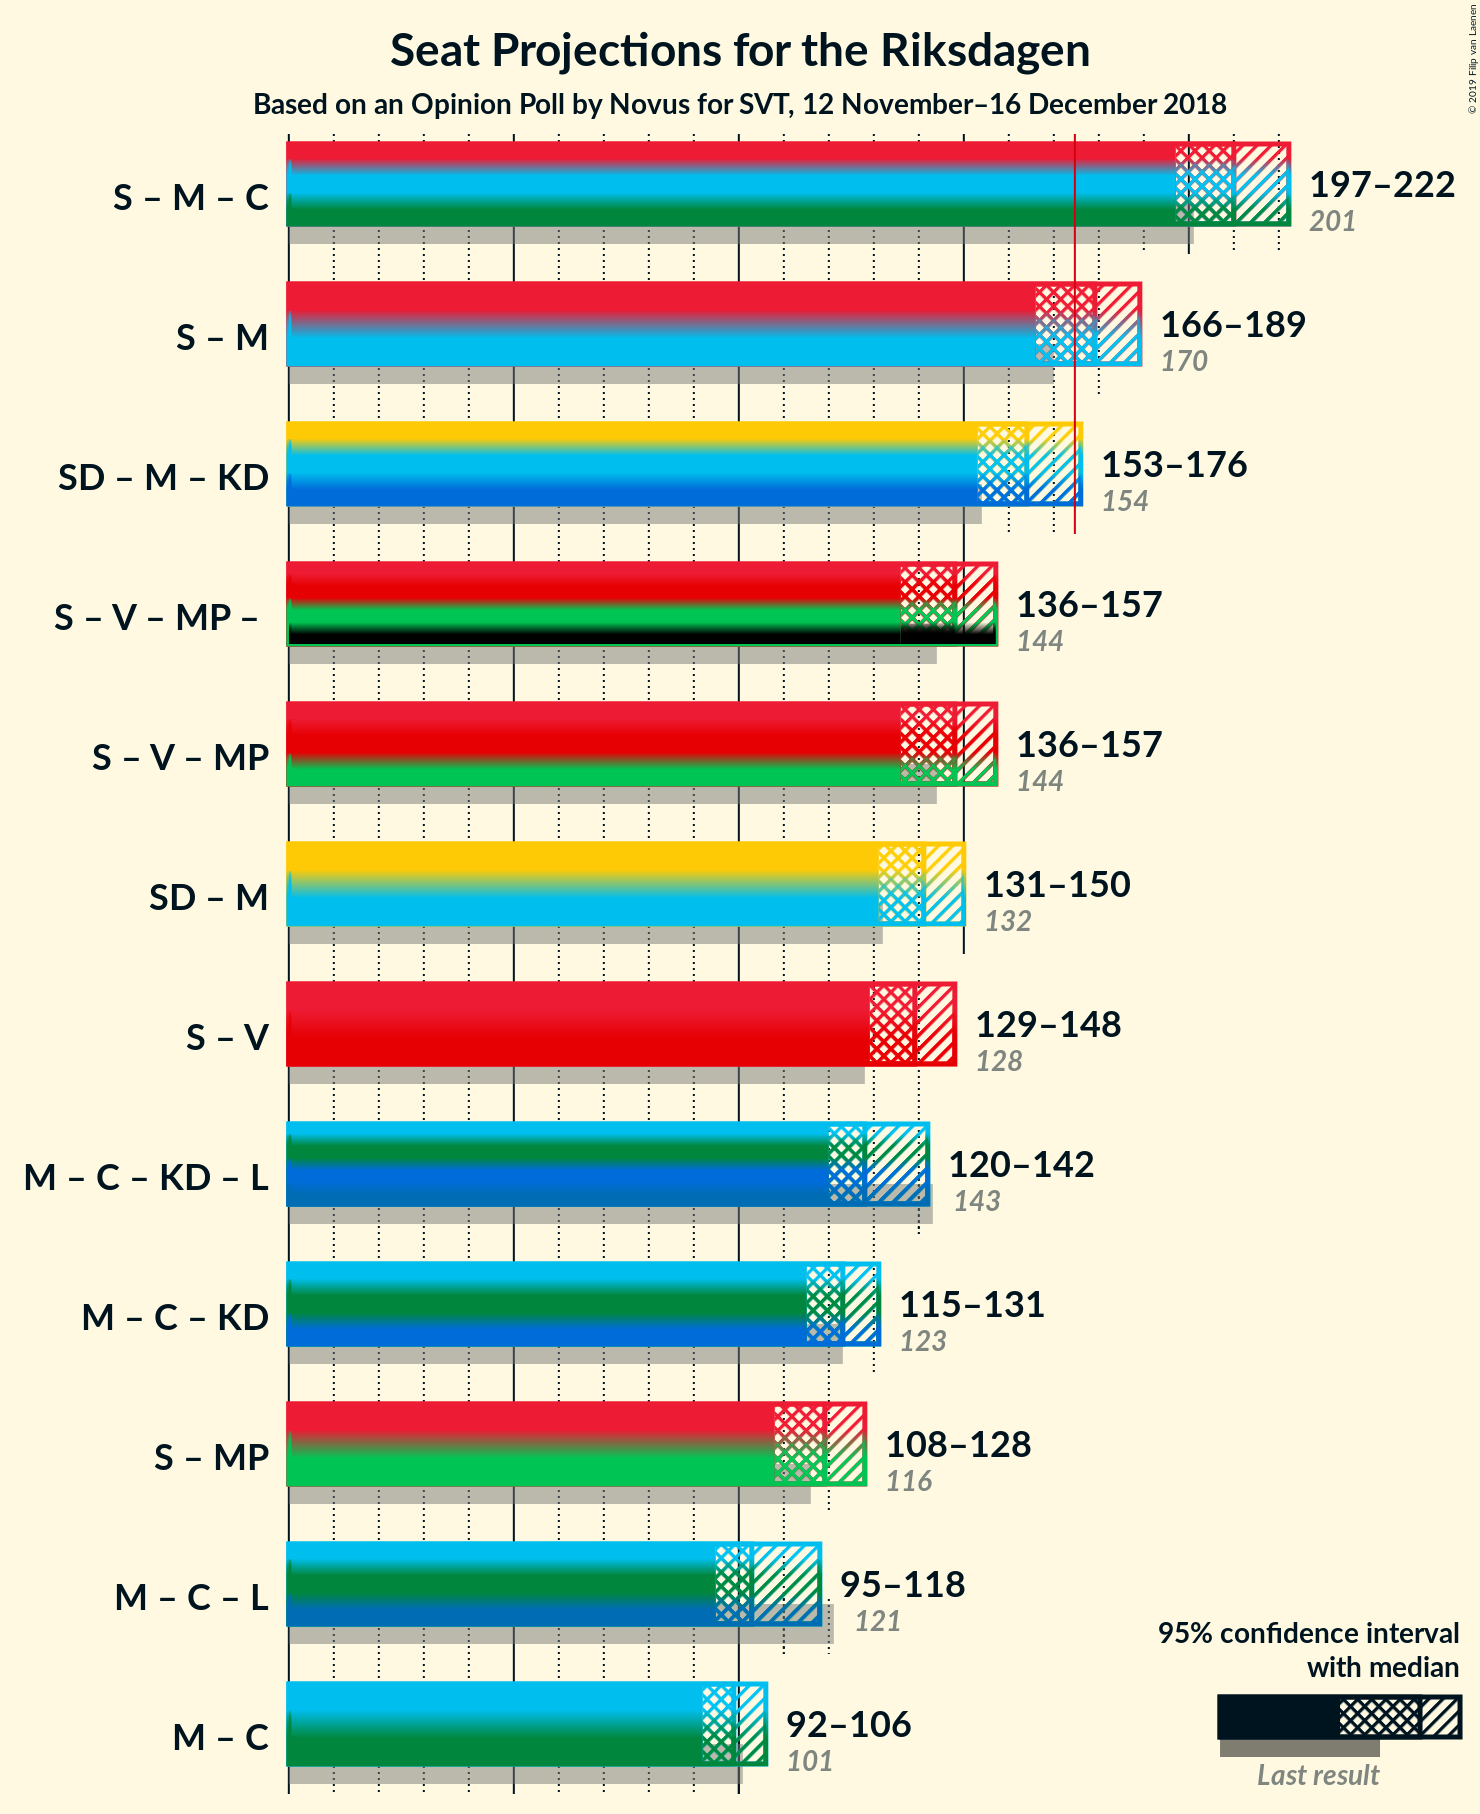 Seat Projections for the Riksdagen
Based on an Opinion Poll by Novus for SVT, 12 November–16 December 2018
© 2019 Filip van Laenen
S – M – C
197–222
201
S – M
166–189
170
SD – M – KD
153–176
154
S – V – MP –
136–157
144
S – V – MP
136–157
144
SD – M
131–150
132
S – V
129–148
128
M – C – KD – L
120–142
143
M – C – KD
115–131
123
S – MP
108–128
116
M – C – L
95–118
121
M – C
92–106
101
95% confidence interval
with median
Last result